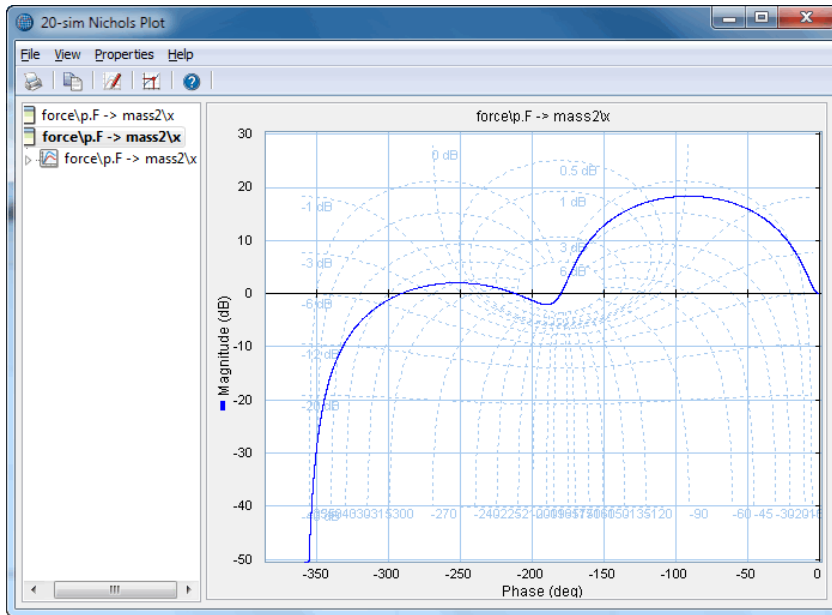 20-sim Nichols Plot
File View Properties Help
force\p.F -> mass2\x
force\p.F -> mass2\x
force\p.F -> mass2\x
force\p.F -> mass2\x
30
20
10
0
-10
-20
-30
-40
-50
Magnitude (dB)
0 dB
0.5 dB
-1 dB
1 dB
-3 dB
3 dB
6 dB
-6 dB
-12 dB
-20 dB
-270
-90
-60
-45
-350
-300
-250
-200
-150
-100
-50
0
Phase (deg)